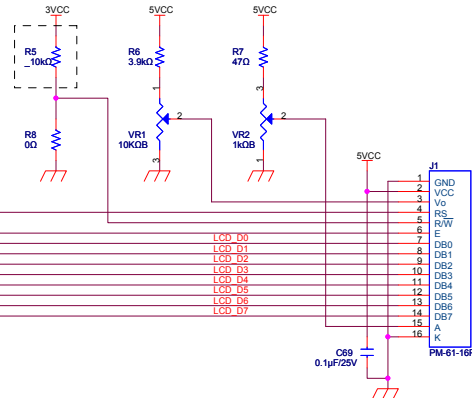 3VCC 5VCC 5VCC
R5 R6 R7
_10kΩ 3.9kΩ 47Ω
1 3
2 2
R8 VR1 VR2
0Ω 10KΩB 1kΩB
3 1
5VCC
J1
1 GND
2 VCC
3 Vo
4 RS
5 R/W
6 E
LCD_D0 7 DB0
LCD_D1 8 DB1
LCD_D2 9 DB2
LCD_D3 10 DB3
LCD_D4 11 DB4
LCD_D5 12 DB5
LCD_D6 13 DB6
LCD_D7 14 DB7
15 A
16 K
C69 PM-61-16P
0.1µF/25V